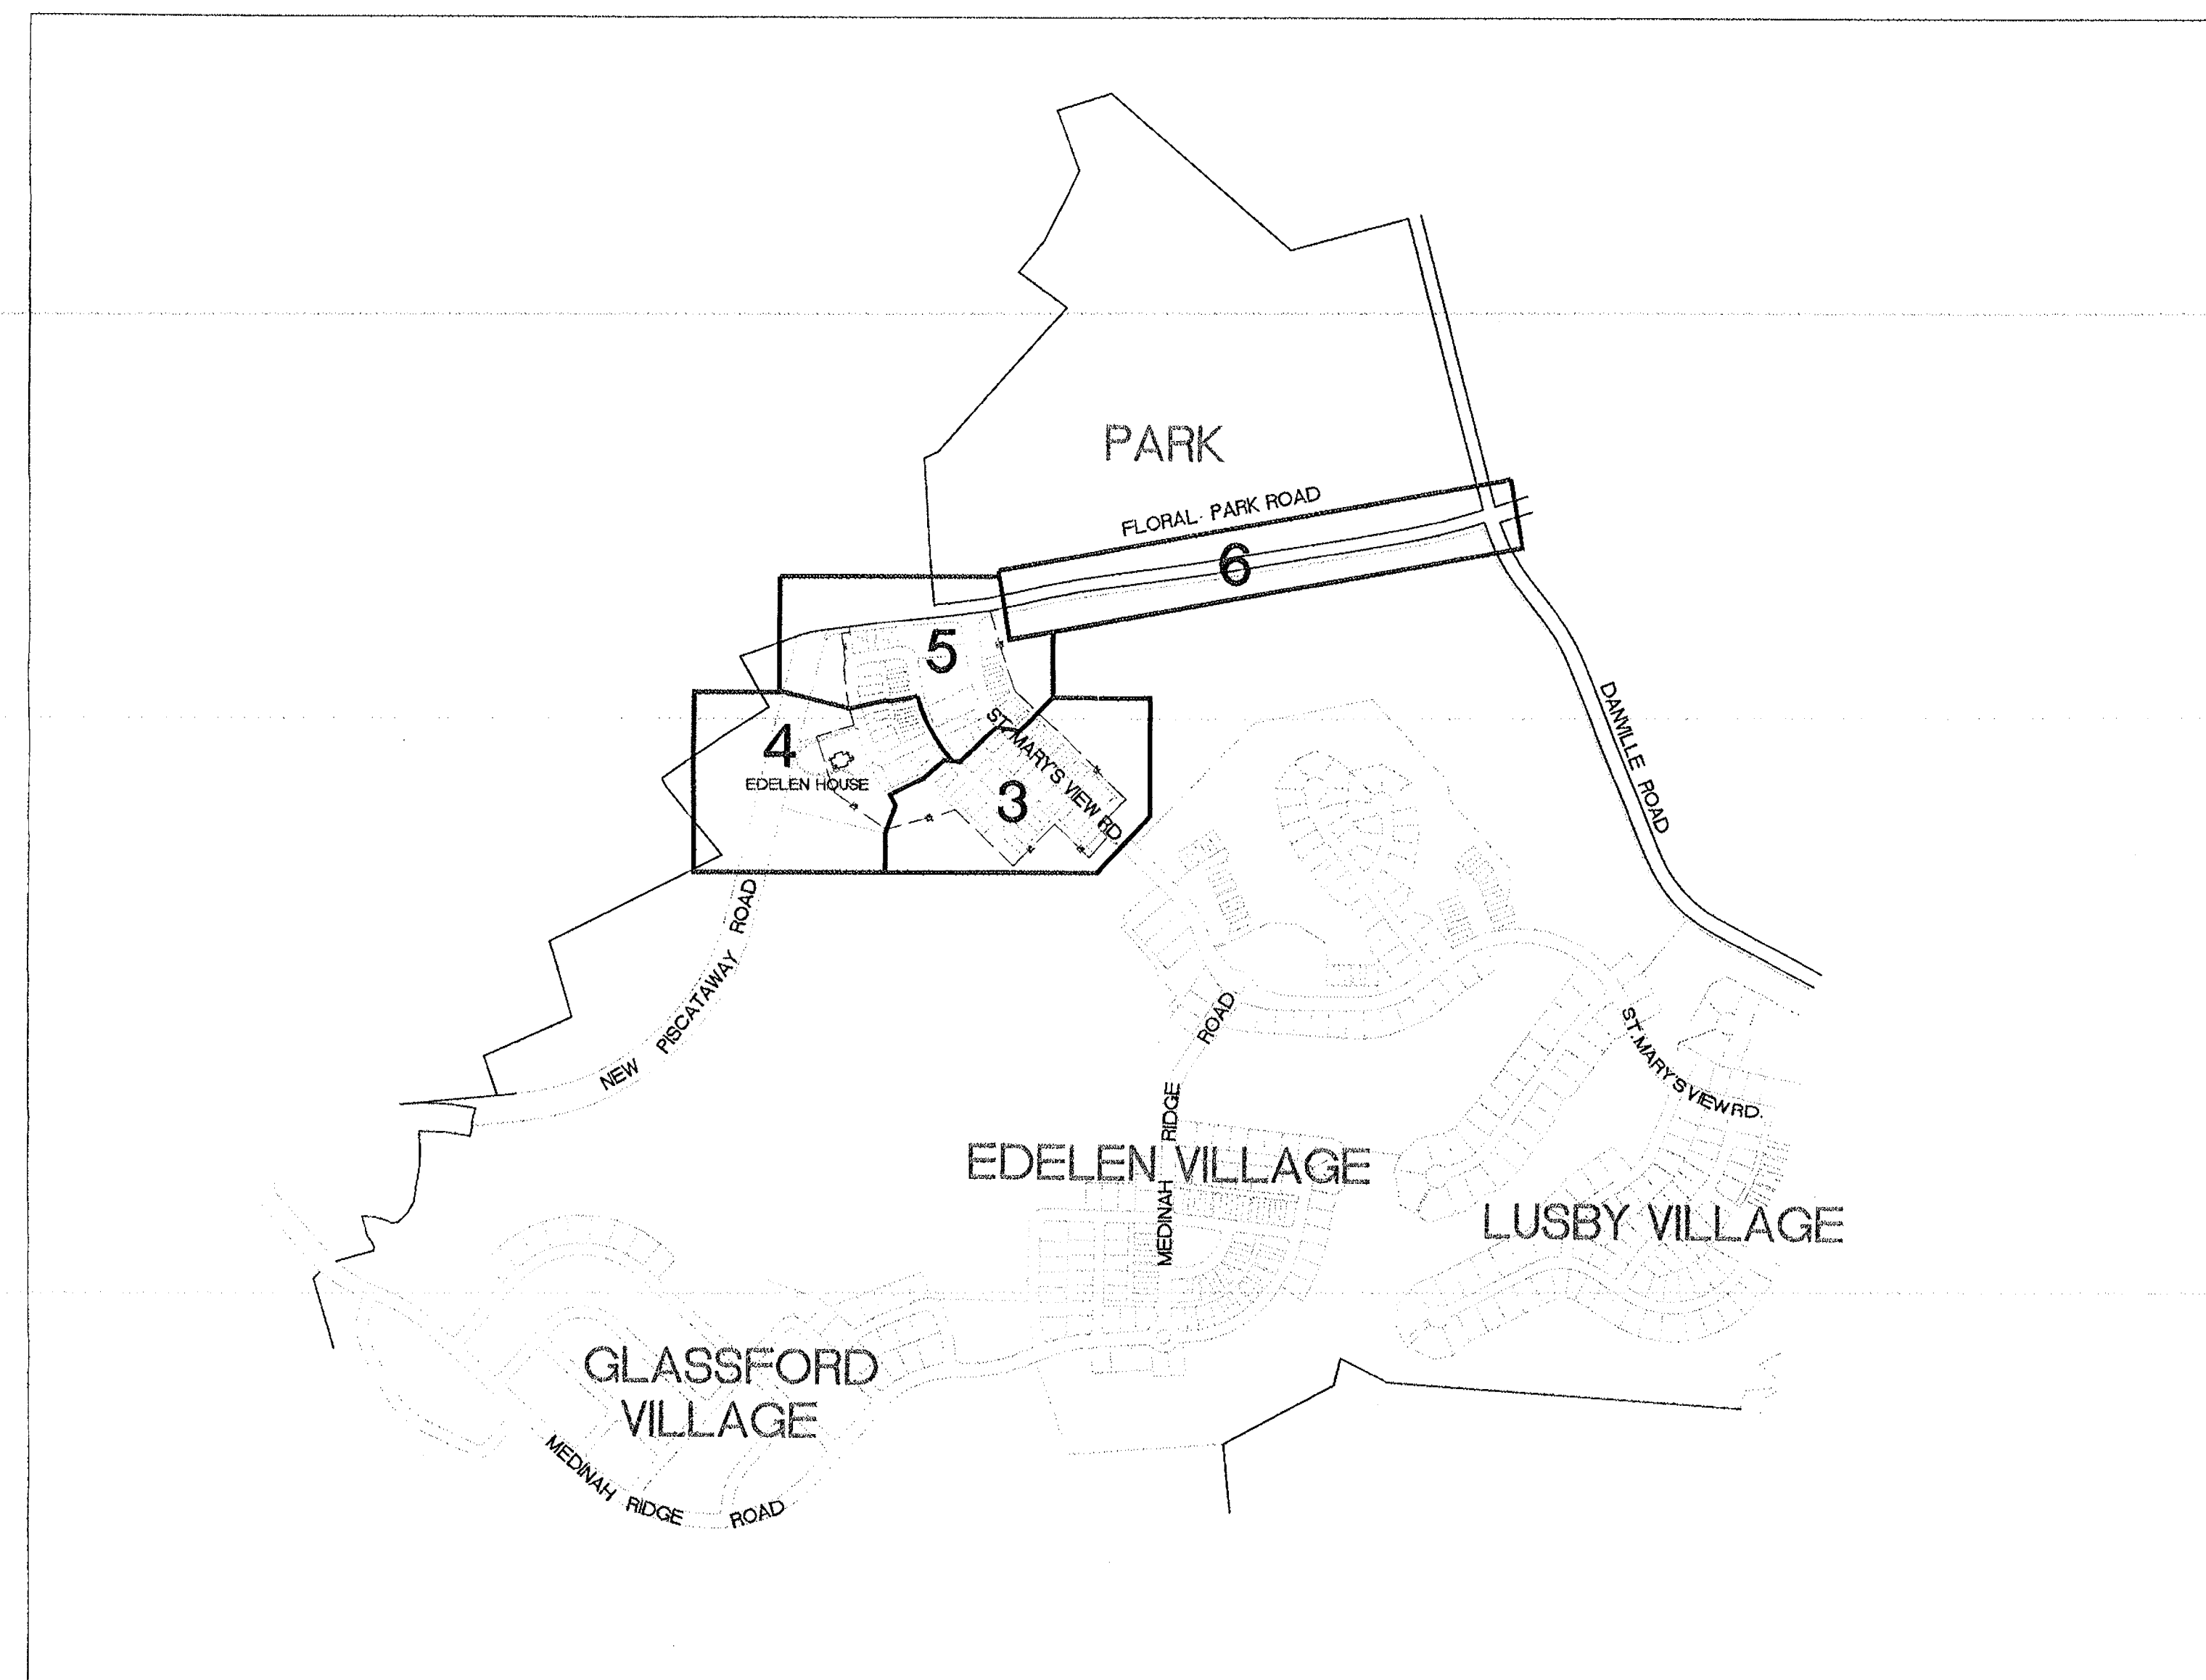 PARK
FLORAL PARK ROAD
6
5
ST. MARY'S VIEW RD.
4
EDELEN HOUSE
3
DANVILLE ROAD
NEW PISCATAWAY ROAD
MEDINAH RIDGE ROAD
ST. MARY'S VIEW RD.
EDELEN VILLAGE
LUSBY VILLAGE
GLASSFORD
VILLAGE
MEDINAH RIDGE ROAD